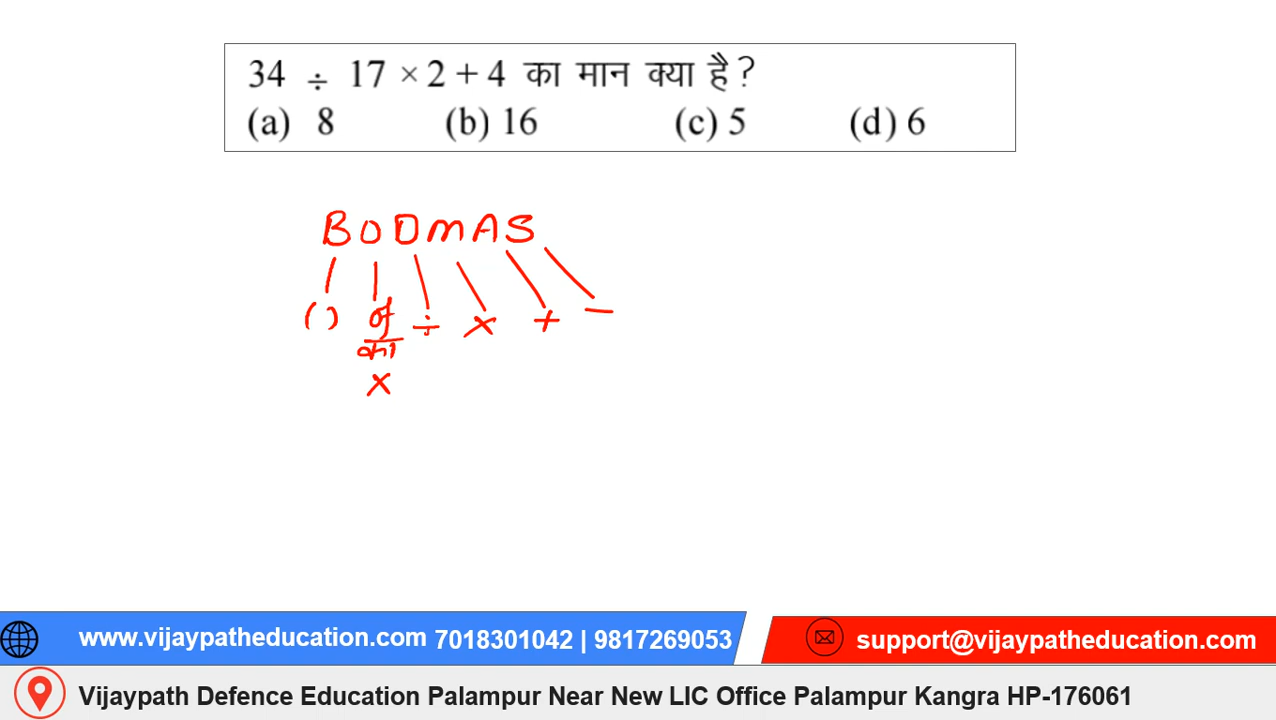 34 ÷ 17 × 2 + 4 का मान क्या है ?
(a) 8 (b) 16 (c) 5 (d) 6
BODMAS
( ) of ÷ × + −
का
×
www.vijaypatheducation.com 7018301042 | 9817269053 support@vijaypatheducation.com
Vijaypath Defence Education Palampur Near New LIC Office Palampur Kangra HP-176061